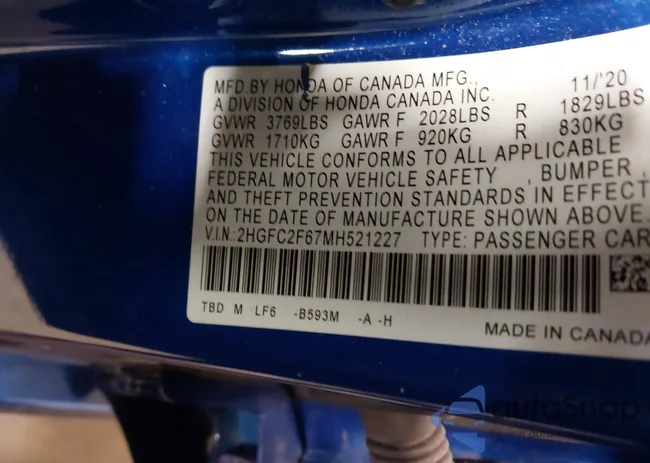 MFD.BY HONDA OF CANADA MFG., 11/'20
A DIVISION OF HONDA CANADA INC.
GVWR 3769LBS GAWR F 2028LBS R 1829LBS
GVWR 1710KG GAWR F 920KG R 830KG
THIS VEHICLE CONFORMS TO ALL APPLICABLE
FEDERAL MOTOR VEHICLE SAFETY , BUMPER ,
AND THEFT PREVENTION STANDARDS IN EFFECT
ON THE DATE OF MANUFACTURE SHOWN ABOVE.
V.I.N.:2HGFC2F67MH521227 TYPE: PASSENGER CAR
TBD M LF6 -B593M -A -H
MADE IN CANADA
autoSnap